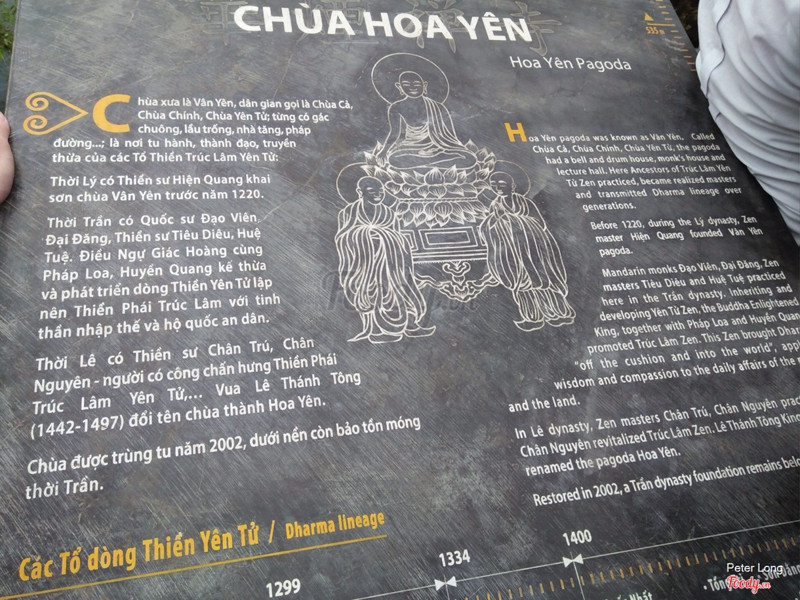 CHÙA HOA YÊN
535 m
Hoa Yên Pagoda
Chùa xưa là Vân Yên, dân gian gọi là Chùa Cả,
Chùa Chính, Chùa Yên Tử; từng có gác
chuông, lầu trống, nhà tăng, pháp
đường...; là nơi tu hành, thành đạo, truyền
thừa của các Tổ Thiền Trúc Lâm Yên Tử:
Thời Lý có Thiền sư Hiện Quang khai
sơn chùa Vân Yên trước năm 1220.
Thời Trần có Quốc sư Đạo Viên,
Đại Đăng, Thiền sư Tiêu Diêu, Huệ
Tuệ. Điều Ngự Giác Hoàng cùng
Pháp Loa, Huyền Quang kế thừa
và phát triển dòng Thiền Yên Tử lập
nên Thiền Phái Trúc Lâm với tinh
thần nhập thế và hộ quốc an dân.
Thời Lê có Thiền sư Chân Trú, Chân
Nguyên - người có công chấn hưng Thiền Phái
Trúc Lâm Yên Tử,... Vua Lê Thánh Tông
(1442-1497) đổi tên chùa thành Hoa Yên.
Chùa được trùng tu năm 2002, dưới nền còn bảo tồn móng
thời Trần.
Hoa Yên pagoda was known as Vân Yên. Called
Chùa Cả, Chùa Chính, Chùa Yên Tử, the pagoda
had a bell and drum house, monk's house and
lecture hall. Here Ancestors of Trúc Lâm Yên
Tử Zen practiced, became realized masters
and transmitted Dharma lineage over
generations.
Before 1220, during the Lý dynasty, Zen
master Hiện Quang founded Vân Yên
pagoda.
Mandarin monks Đạo Viên, Đại Đăng, Zen
masters Tiêu Diêu and Huệ Tuệ practiced
here in the Trần dynasty. Inheriting and
developing Yên Tử Zen, the Buddha Enlightened
King, together with Pháp Loa and Huyền Quang
promoted Trúc Lâm Zen. This Zen brought
"off the cushion and into the world",
wisdom and compassion to the daily affairs of the
and the land.
In Lê dynasty, Zen masters Chân Trú, Chân Nguyên
Chân Nguyên revitalized Trúc Lâm Zen. Lê Thánh Tông King
renamed the pagoda Hoa Yên.
Restored in 2002, a Trần dynasty foundation remains
Các Tổ dòng Thiền Yên Tử / Dharma lineage
1299
1334
1400
Peter Long
Foody.vn